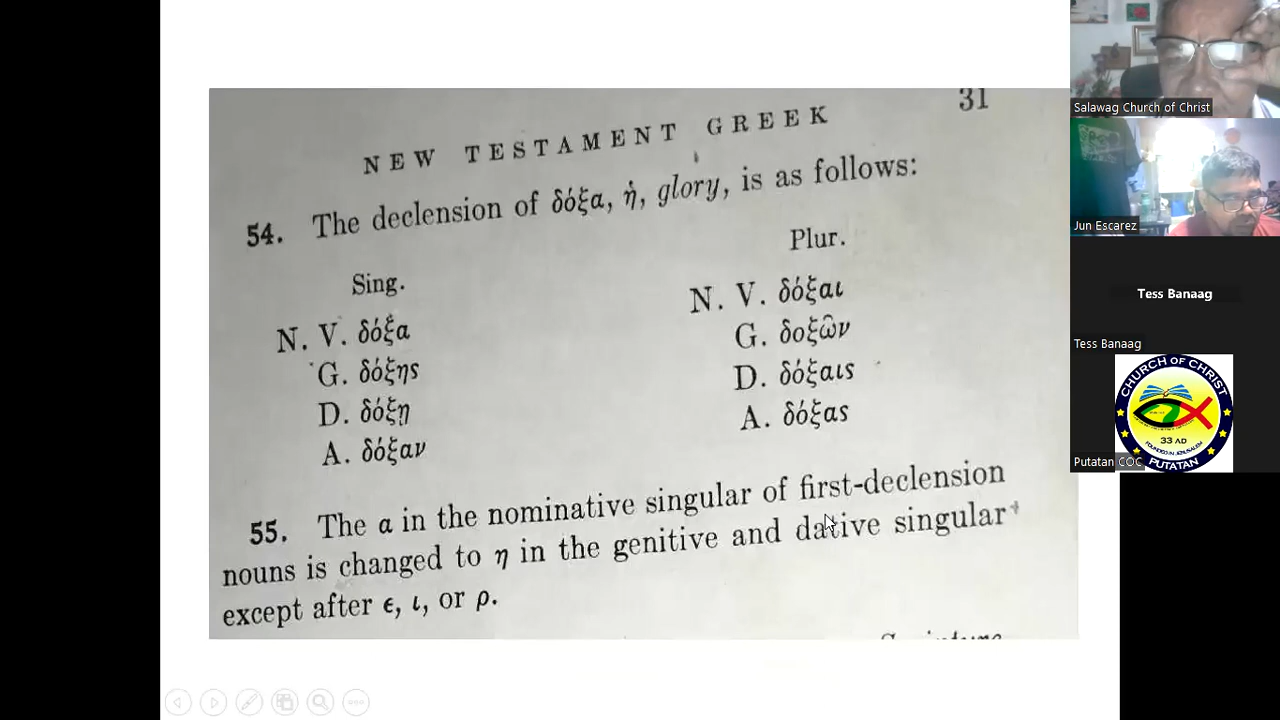 31
NEW TESTAMENT GREEK
54. The declension of δόξα, ἡ, glory, is as follows:
Sing.
N. V. δόξα
G. δόξης
D. δόξῃ
A. δόξαν
Plur.
N. V. δόξαι
G. δοξῶν
D. δόξαις
A. δόξας
55. The α in the nominative singular of first-declension
nouns is changed to η in the genitive and dative singular
except after ε, ι, or ρ.
Salawag Church of Christ
Jun Escarez
Tess Banaag
Tess Banaag
CHURCH OF CHRIST
33 AD
PUTATAN
Putatan COC